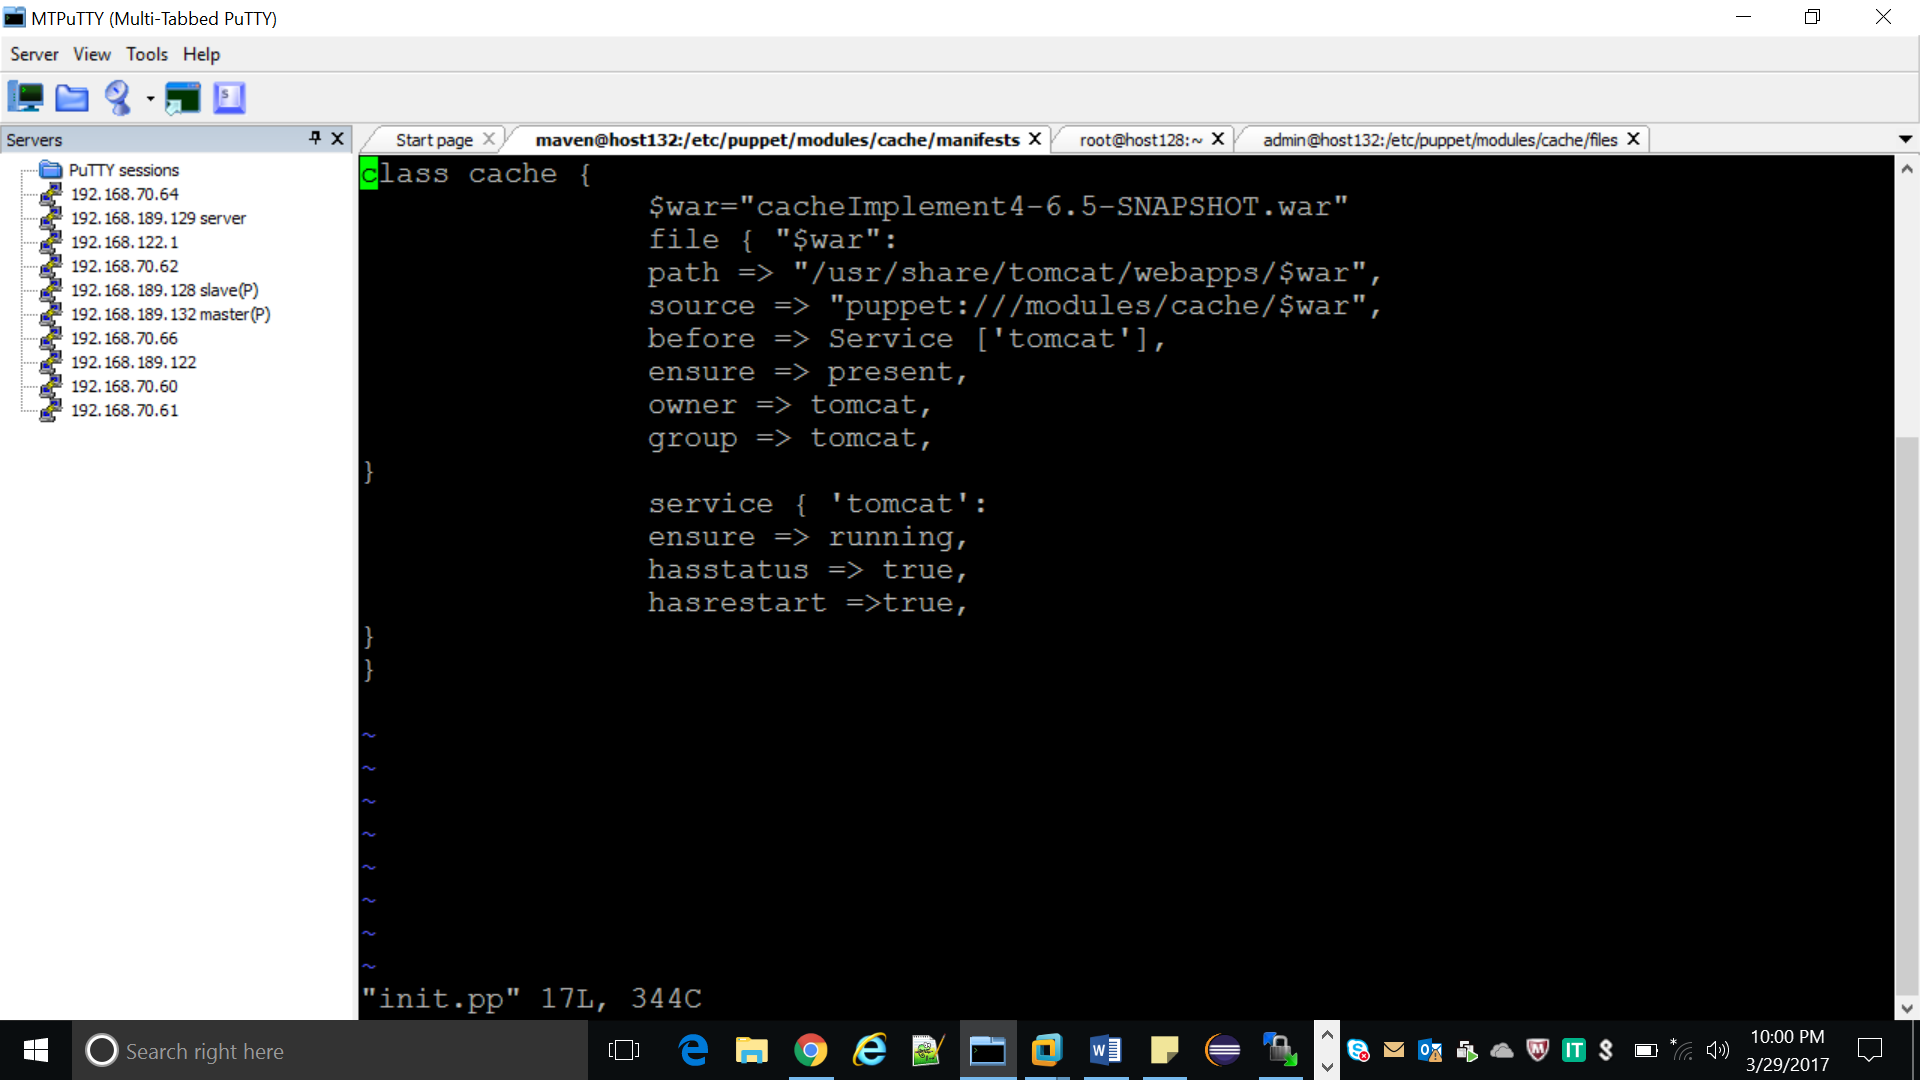 MTPuTTY (Multi-Tabbed PuTTY)
Server View Tools Help
Servers
PuTTY sessions
192.168.70.64
192.168.189.129 server
192.168.122.1
192.168.70.62
192.168.189.128 slave(P)
192.168.189.132 master(P)
192.168.70.66
192.168.189.122
192.168.70.60
192.168.70.61
Start page maven@host132:/etc/puppet/modules/cache/manifests root@host128:~ admin@host132:/etc/puppet/modules/cache/files
class cache {
$war="cacheImplement4-6.5-SNAPSHOT.war"
file { "$war":
path => "/usr/share/tomcat/webapps/$war",
source => "puppet:///modules/cache/$war",
before => Service ['tomcat'],
ensure => present,
owner => tomcat,
group => tomcat,
}
service { 'tomcat':
ensure => running,
hasstatus => true,
hasrestart =>true,
}
}
~
~
~
~
~
~
~
~
"init.pp" 17L, 344C
Search right here
10:00 PM
3/29/2017